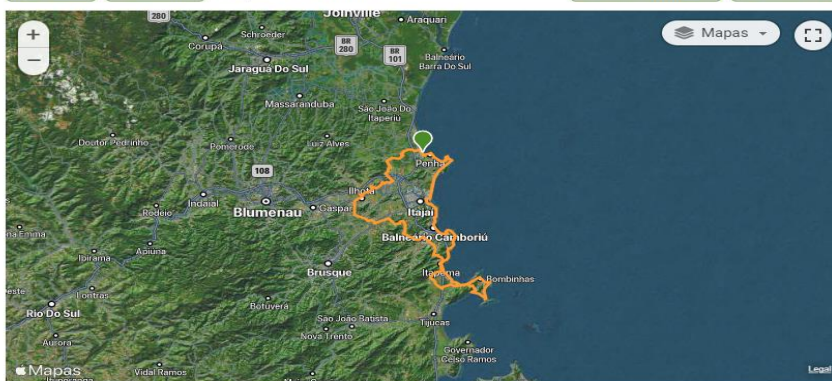 280
Joinville
Araquari
Mapas
+
−
Schroeder
Corupá
BR
280
Jaraguá Do Sul
BR
101
Balneário
Barra Do Sul
Massaranduba
São João Do
Itaperiú
Doutor Pedrinho
Pomerode
Luiz Alves
Penha
108
Ilhota
Rodeio
Indaial
Blumenau
Gaspar
Itajaí
Balneário Camboriú
Apiuna
Ibirama
Brusque
Itapema
Bombinhas
Lontras
Rio Do Sul
Botuverá
São João Batista
Nova Trento
Tijucas
Aurora
Governador
Celso Ramos
Mapas
Vidal Ramos
Legal